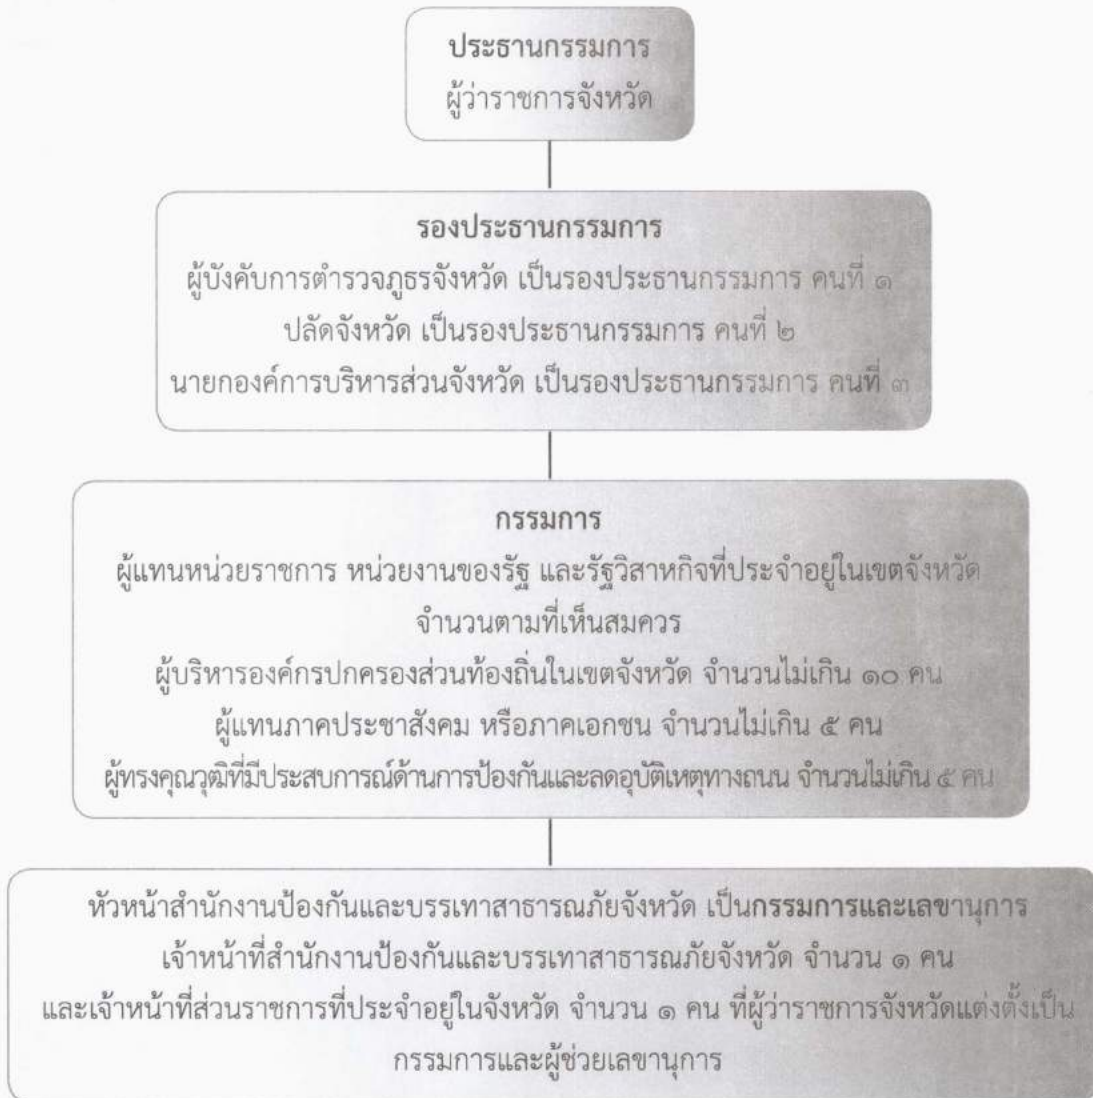 ประธานกรรมการ
ผู้ว่าราชการจังหวัด
รองประธานกรรมการ
ผู้บังคับการตำรวจภูธรจังหวัด เป็นรองประธานกรรมการ คนที่ ๑
ปลัดจังหวัด เป็นรองประธานกรรมการ คนที่ ๒
นายกองค์การบริหารส่วนจังหวัด เป็นรองประธานกรรมการ คนที่ ๓
กรรมการ
ผู้แทนหน่วยราชการ หน่วยงานของรัฐ และรัฐวิสาหกิจที่ประจำอยู่ในเขตจังหวัด
จำนวนตามที่เห็นสมควร
ผู้บริหารองค์กรปกครองส่วนท้องถิ่นในเขตจังหวัด จำนวนไม่เกิน ๑๐ คน
ผู้แทนภาคประชาสังคม หรือภาคเอกชน จำนวนไม่เกิน ๕ คน
ผู้ทรงคุณวุฒิที่มีประสบการณ์ด้านการป้องกันและลดอุบัติเหตุทางถนน จำนวนไม่เกิน ๕ คน
หัวหน้าสำนักงานป้องกันและบรรเทาสาธารณภัยจังหวัด เป็นกรรมการและเลขานุการ
เจ้าหน้าที่สำนักงานป้องกันและบรรเทาสาธารณภัยจังหวัด จำนวน ๑ คน
และเจ้าหน้าที่ส่วนราชการที่ประจำอยู่ในจังหวัด จำนวน ๑ คน ที่ผู้ว่าราชการจังหวัดแต่งตั้งเป็น
กรรมการและผู้ช่วยเลขานุการ